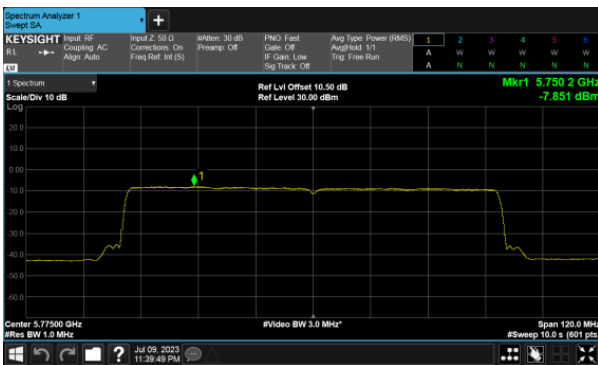 Spectrum Analyzer 1
Swept SA
+
KEYSIGHT Input: RF Input Z: 50 Ω #Atten: 30 dB PNO: Fast Avg Type: Power (RMS) 1 2 3 4 5 6
RL Coupling: AC Corrections: On Preamp: Off Gate: Off Avg|Hold: 1/1 A W W W W W
Align: Auto Freq Ref: Int (S) IF Gain: Low Trig: Free Run
LXI Sig Track: Off A N N N N N
1 Spectrum Ref Lvl Offset 10.50 dB Mkr1 5.750 2 GHz
Scale/Div 10 dB Ref Level 30.00 dBm -7.851 dBm
Log
20.0
10.0
0.00 1
-10.0
-20.0
-30.0
-40.0
-50.0
-60.0
Center 5.77500 GHz #Video BW 3.0 MHz* Span 120.0 MHz
#Res BW 1.0 MHz #Sweep 10.0 s (601 pts)
? Jul 09, 2023
11:39:49 PM